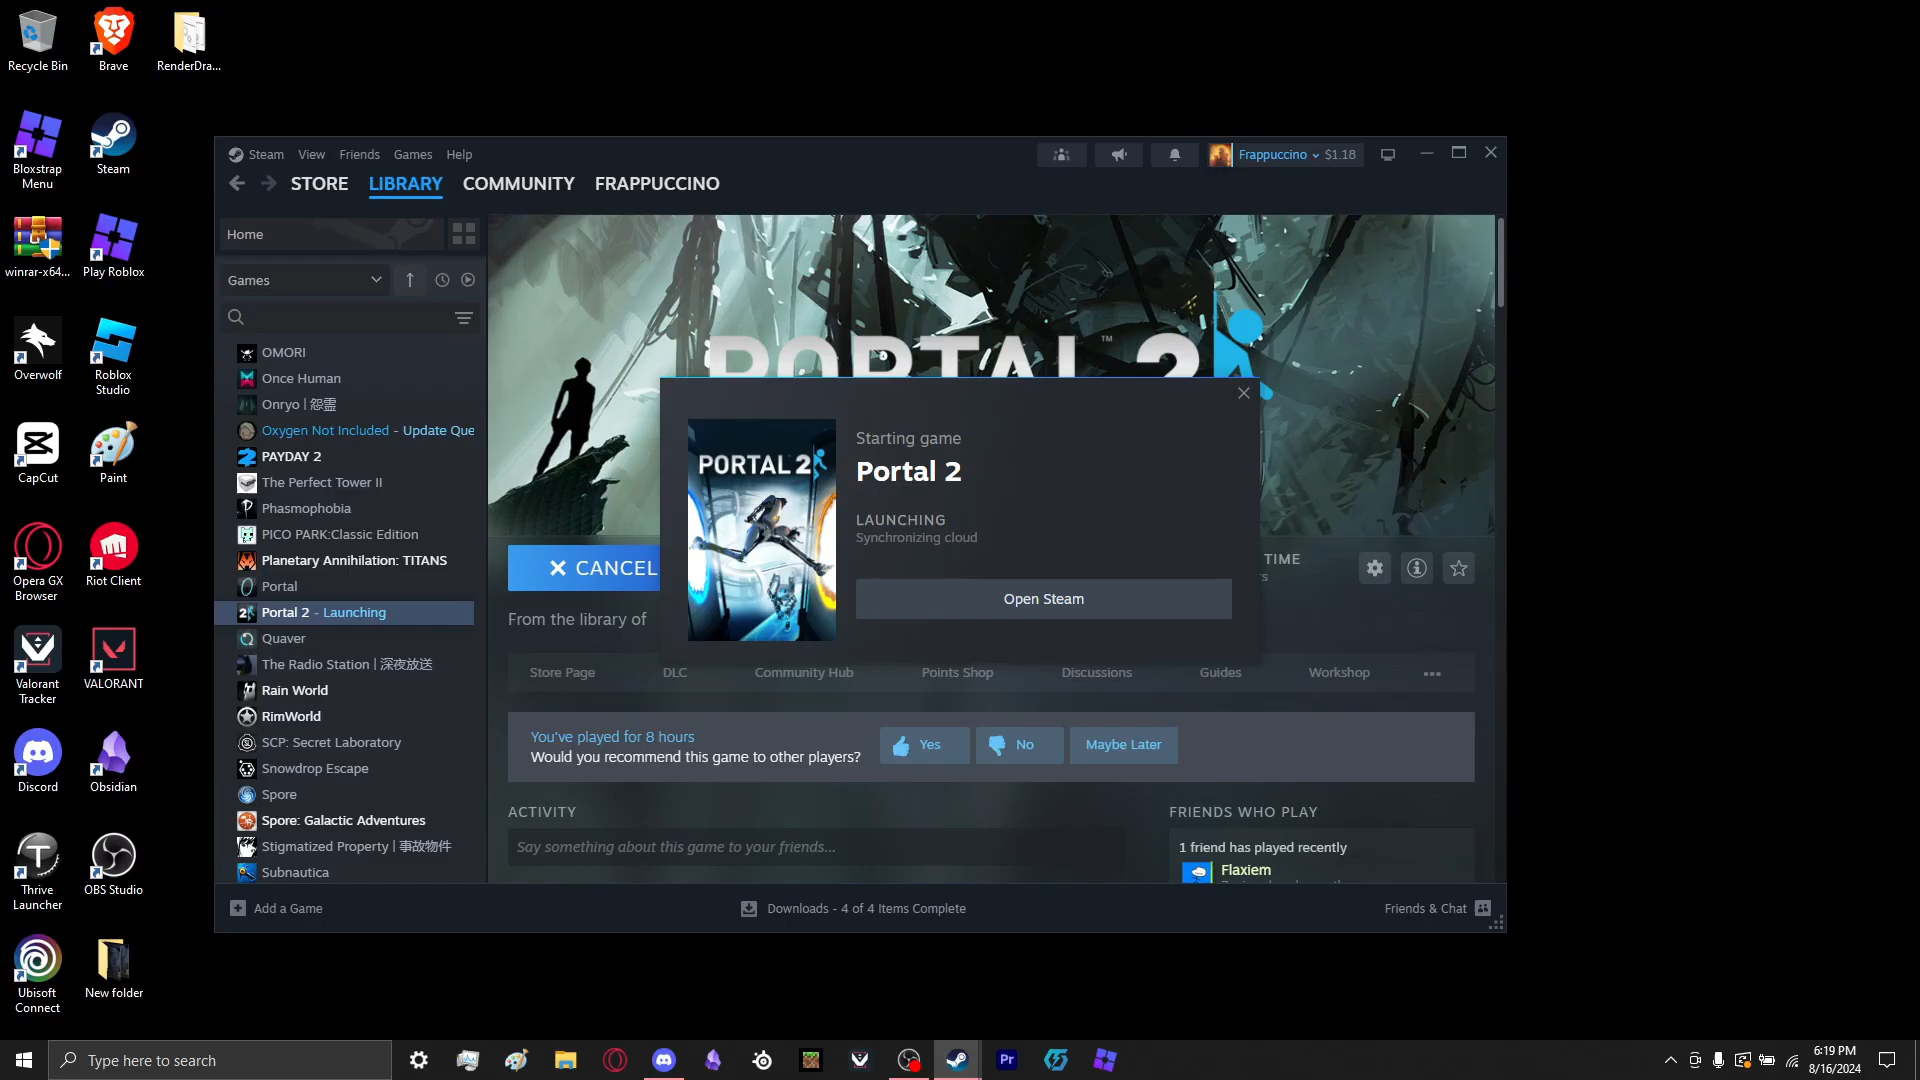 Recycle Bin
Brave
RenderDra...
Bloxstrap
Menu
Steam
winrar-x64...
Play Roblox
Overwolf
Roblox
Studio
CapCut
Paint
Opera GX
Browser
Riot Client
Valorant
Tracker
VALORANT
Discord
Obsidian
Thrive
Launcher
OBS Studio
Ubisoft
Connect
New folder
Steam View Friends Games Help
Frappuccino $1.18
STORE LIBRARY COMMUNITY FRAPPUCCINO
Home
Games
OMORI
Once Human
Onryo | 怨霊
Oxygen Not Included - Update Que
PAYDAY 2
The Perfect Tower II
Phasmophobia
PICO PARK:Classic Edition
Planetary Annihilation: TITANS
Portal
Portal 2 - Launching
Quaver
The Radio Station | 深夜放送
Rain World
RimWorld
SCP: Secret Laboratory
Snowdrop Escape
Spore
Spore: Galactic Adventures
Stigmatized Property | 事故物件
Subnautica
PORTAL 2
™
PORTAL 2
Starting game
Portal 2
LAUNCHING
Synchronizing cloud
Open Steam
CANCEL
TIME
From the library of
Store Page DLC Community Hub Points Shop Discussions Guides Workshop
You've played for 8 hours
Would you recommend this game to other players?
Yes No Maybe Later
ACTIVITY
Say something about this game to your friends...
FRIENDS WHO PLAY
1 friend has played recently
Flaxiem
Add a Game
Downloads - 4 of 4 Items Complete
Friends & Chat
Type here to search
Pr
6:19 PM
8/16/2024